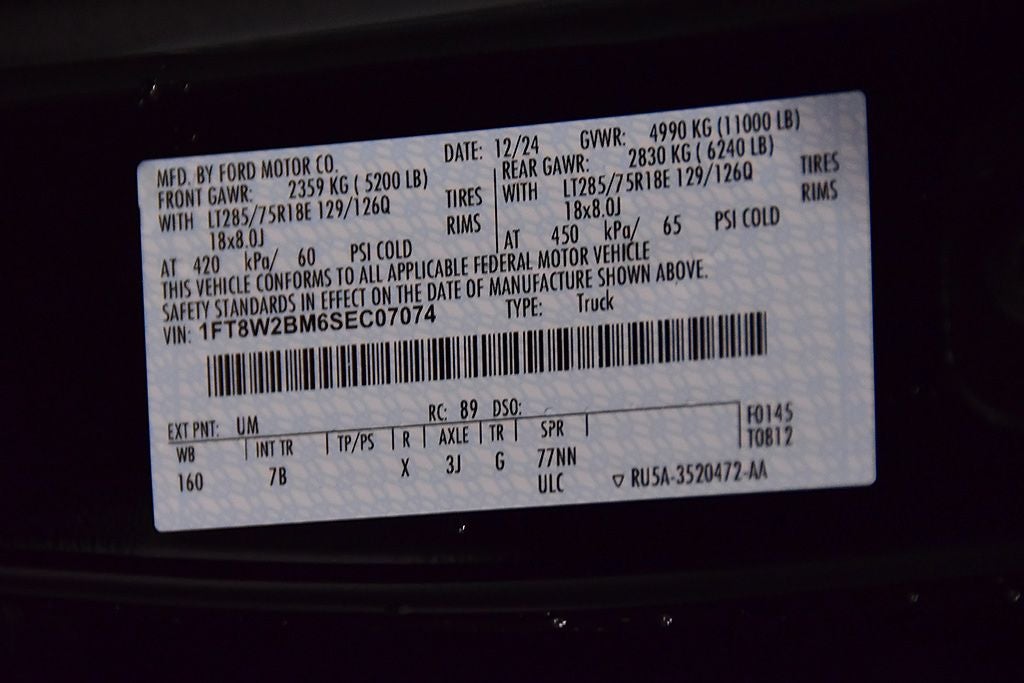 MFD. BY FORD MOTOR CO. DATE: 12/24 GVWR: 4990 KG (11000 LB)
FRONT GAWR: 2359 KG ( 5200 LB) REAR GAWR: 2830 KG ( 6240 LB)
WITH LT285/75R18E 129/126Q TIRES WITH LT285/75R18E 129/126Q TIRES
18x8.0J RIMS 18x8.0J RIMS
AT 420 kPa/ 60 PSI COLD AT 450 kPa/ 65 PSI COLD
THIS VEHICLE CONFORMS TO ALL APPLICABLE FEDERAL MOTOR VEHICLE
SAFETY STANDARDS IN EFFECT ON THE DATE OF MANUFACTURE SHOWN ABOVE.
VIN: 1FT8W2BM6SEC07074 TYPE: Truck
EXT PNT: UM RC: 89 DSO:
WB INT TR TP/PS R AXLE TR SPR F0145
160 7B X 3J G 77NN T0812
ULC ▽ RU5A-3520472-AA